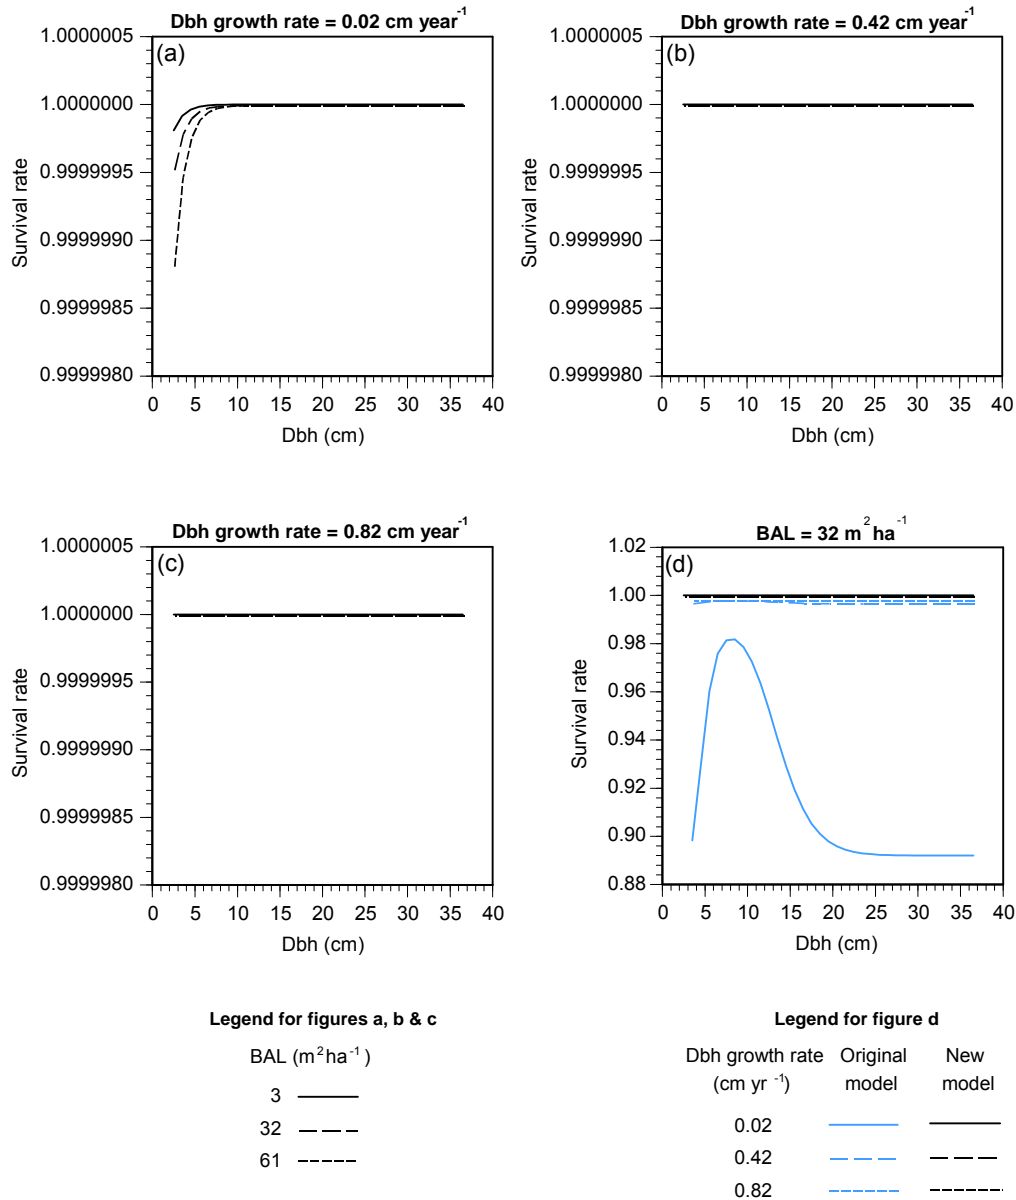 Dbh growth rate = 0.02 cm year-1
(a)
Survival rate
1.0000005
1.0000000
0.9999995
0.9999990
0.9999985
0.9999980
0 5 10 15 20 25 30 35 40
Dbh (cm)
Dbh growth rate = 0.42 cm year-1
(b)
Survival rate
1.0000005
1.0000000
0.9999995
0.9999990
0.9999985
0.9999980
0 5 10 15 20 25 30 35 40
Dbh (cm)
Dbh growth rate = 0.82 cm year-1
(c)
Survival rate
1.0000005
1.0000000
0.9999995
0.9999990
0.9999985
0.9999980
0 5 10 15 20 25 30 35 40
Dbh (cm)
BAL = 32 m2 ha-1
(d)
Survival rate
1.02
1.00
0.98
0.96
0.94
0.92
0.90
0.88
0 5 10 15 20 25 30 35 40
Dbh (cm)
Legend for figures a, b & c
BAL (m2ha-1)
3
32
61
Legend for figure d
Dbh growth rate Original New
(cm yr -1) model model
0.02
0.42
0.82